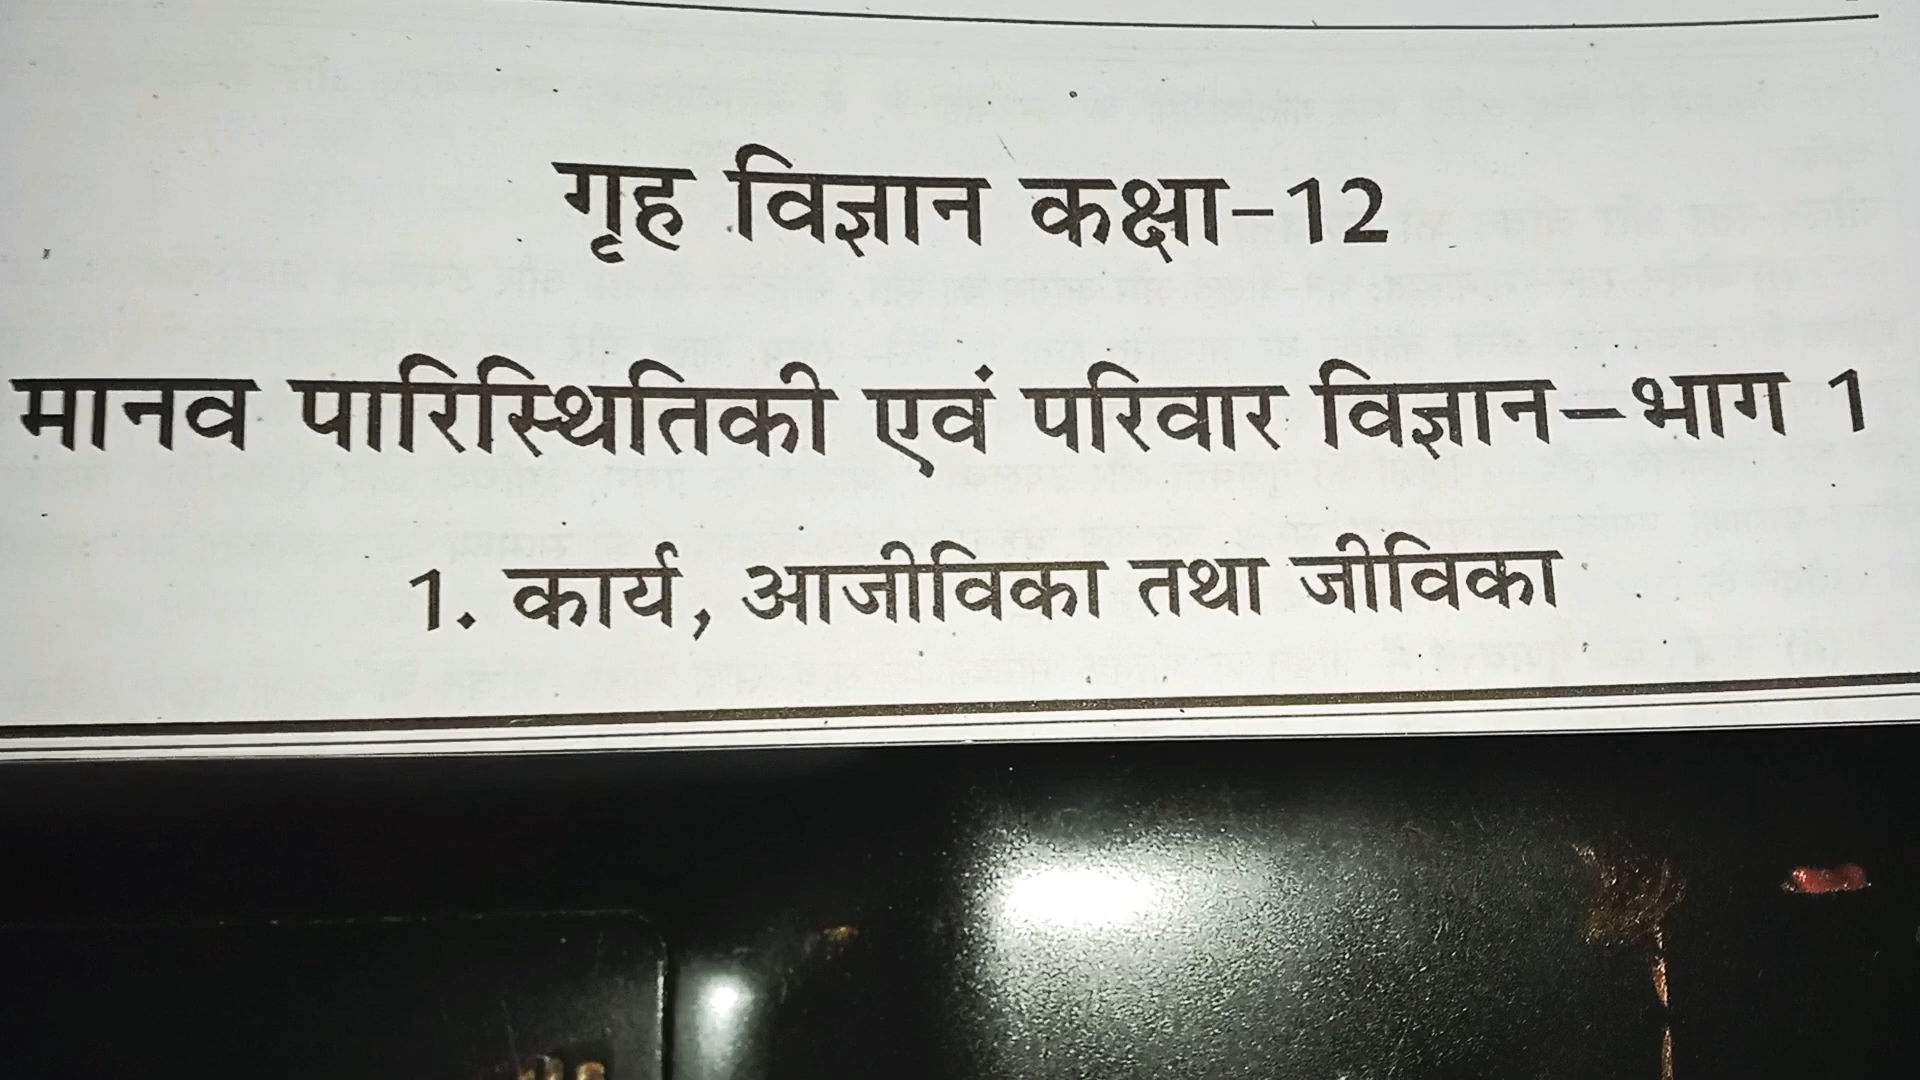 गृह विज्ञान कक्षा-12
मानव पारिस्थितिकी एवं परिवार विज्ञान-भाग 1
1. कार्य, आजीविका तथा जीविका